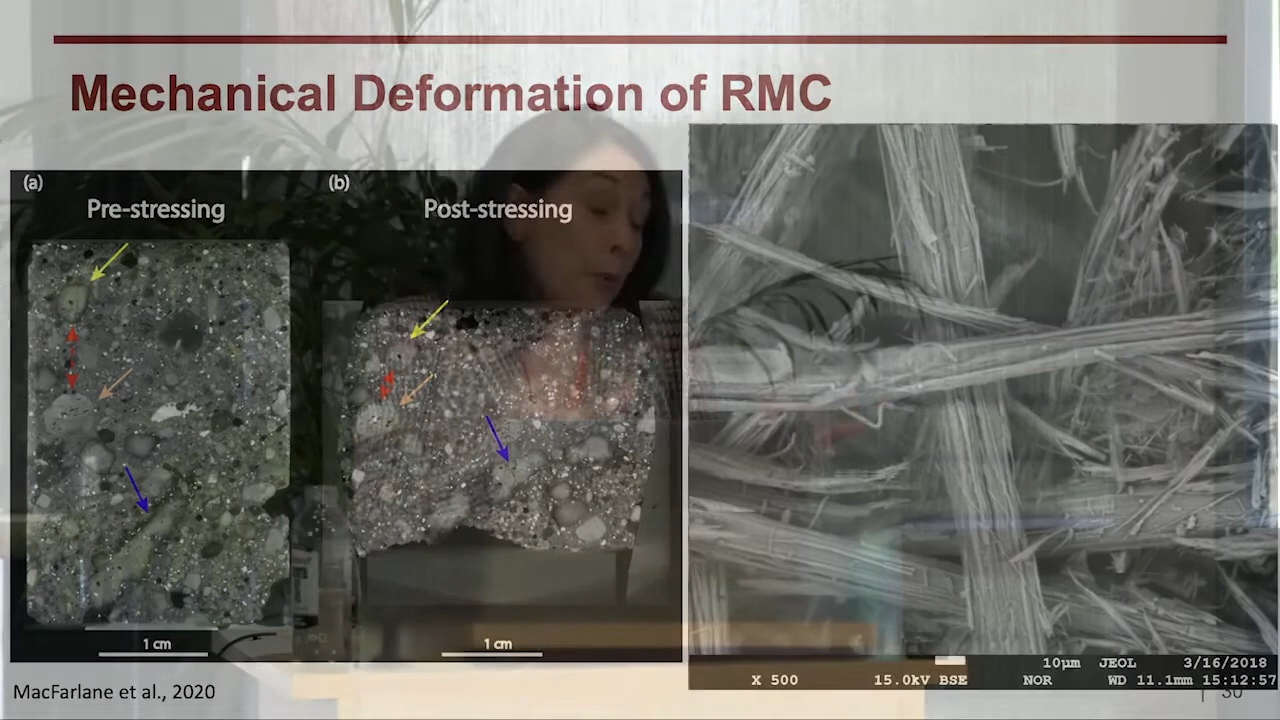 Mechanical Deformation of RMC
(a)
Pre-stressing
(b)
Post-stressing
1 cm
1 cm
10µm JEOL 3/16/2018
X 500 15.0kV BSE NOR WD 11.1mm 15:12:57
MacFarlane et al., 2020
| 30